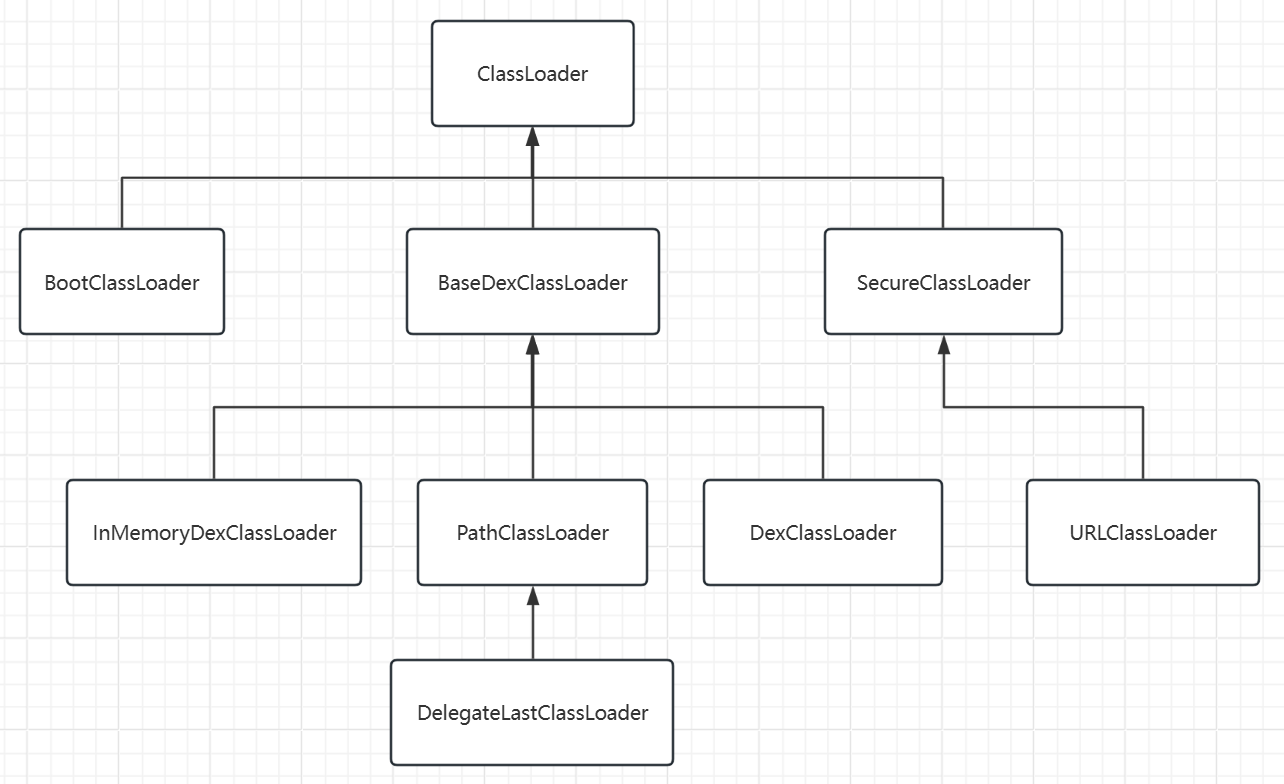 ClassLoader
BootClassLoader
BaseDexClassLoader
SecureClassLoader
InMemoryDexClassLoader
PathClassLoader
DexClassLoader
URLClassLoader
DelegateLastClassLoader